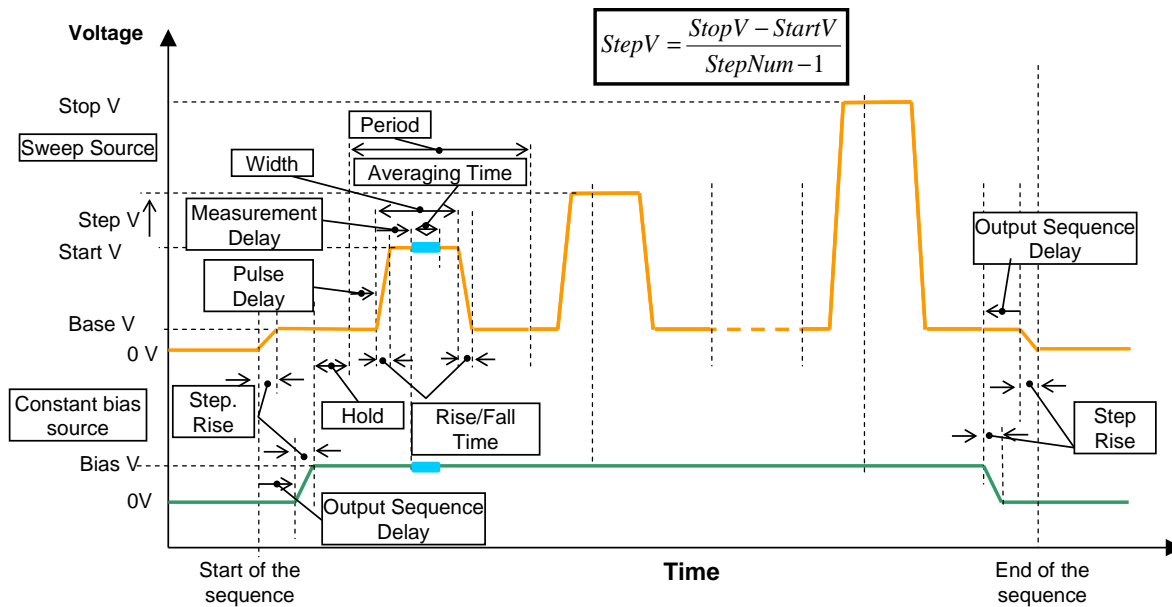 Voltage
StepV = \frac{StopV - StartV}{StepNum - 1}
Stop V
Period
Sweep Source
Width
Averaging Time
Step V
Measurement
Delay
Output Sequence
Delay
Start V
Pulse
Delay
Base V
0 V
Constant bias
source
Step.
Rise
Hold
Rise/Fall
Time
Step
Rise
Bias V
0V
Output Sequence
Delay
Start of the
sequence
Time
End of the
sequence